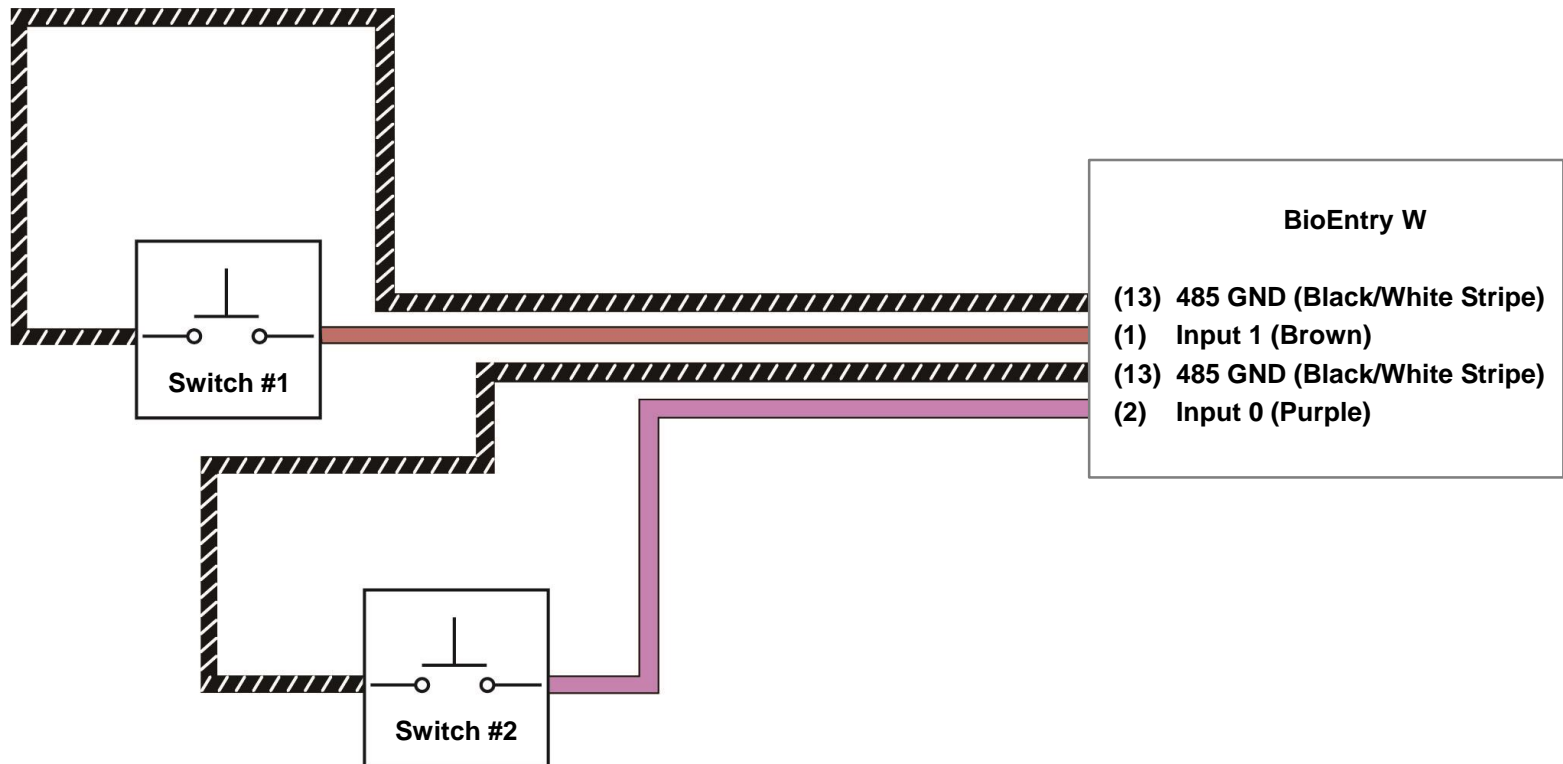 BioEntry W
(13) 485 GND (Black/White Stripe)
(1) Input 1 (Brown)
(13) 485 GND (Black/White Stripe)
(2) Input 0 (Purple)
Switch #1
Switch #2